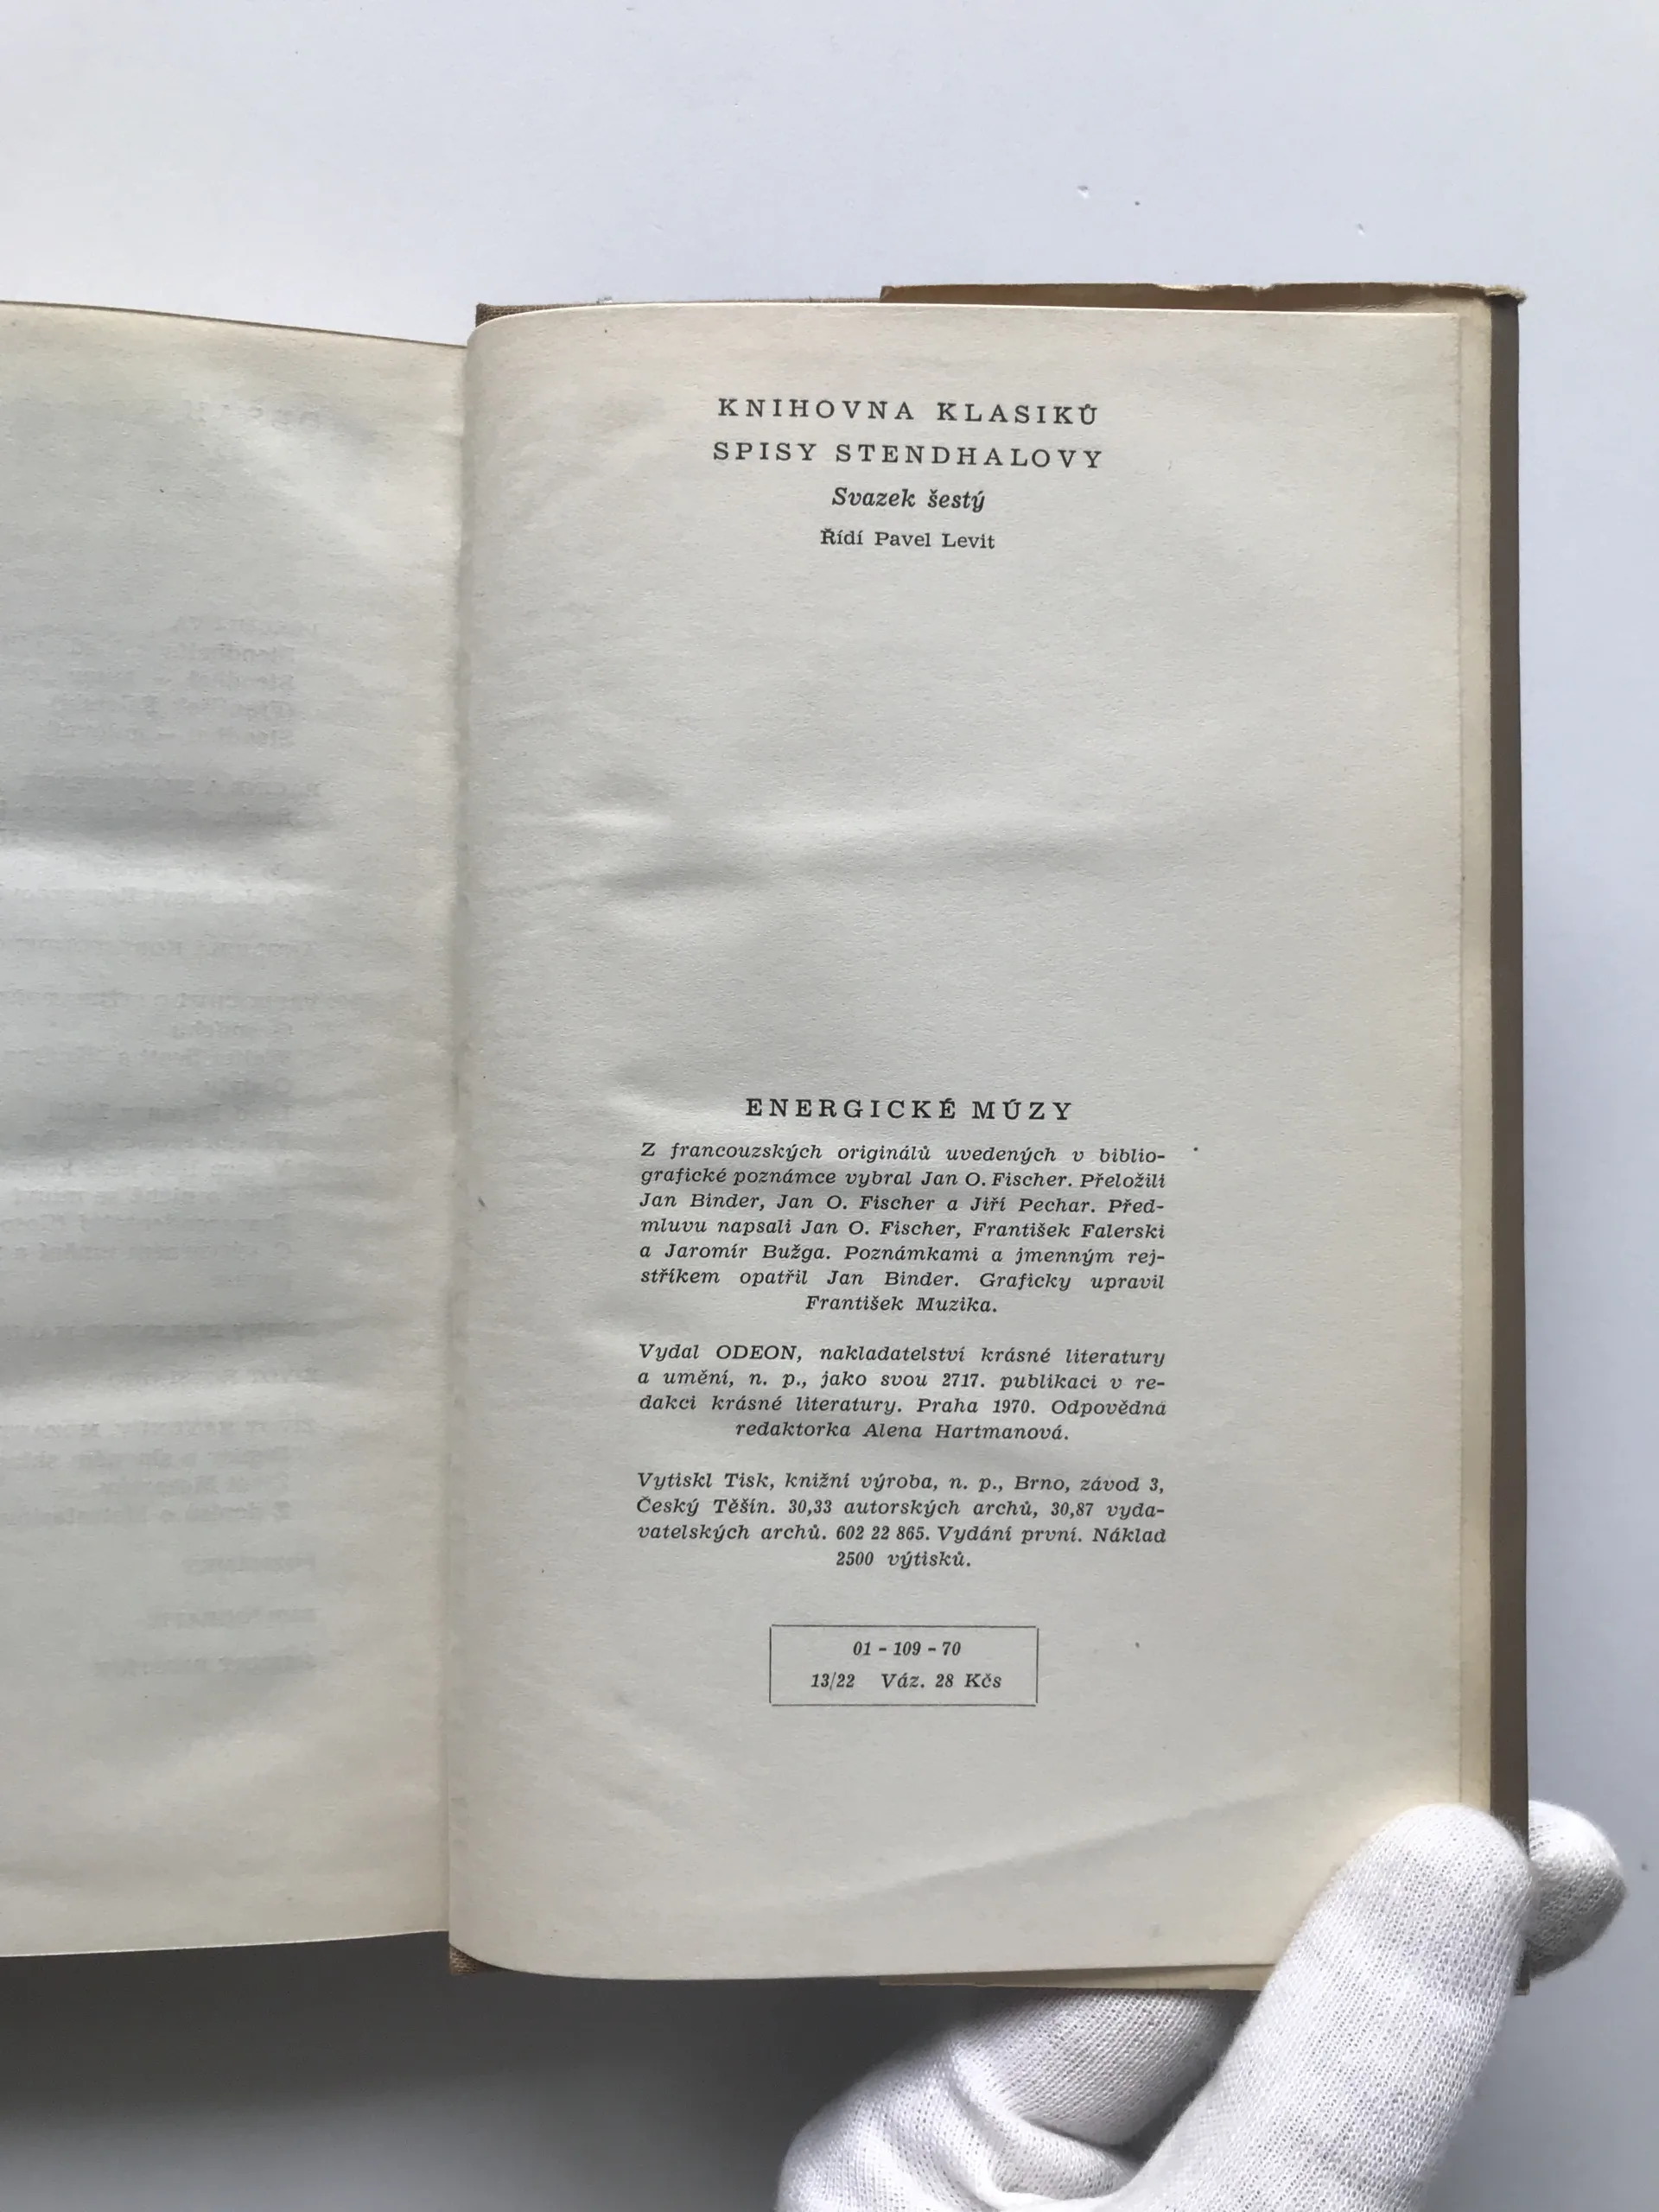 KNIHOVNA KLASIKŮ
SPISY STENDHALOVY
Svazek šestý
Řídí Pavel Levit
ENERGICKÉ MÚZY
Z francouzských originálů uvedených v biblio-
grafické poznámce vybral Jan O. Fischer. Přeložili
Jan Binder, Jan O. Fischer a Jiří Pechar. Před-
mluvu napsali Jan O. Fischer, František Falerski
a Jaromír Bužga. Poznámkami a jmenným rej-
stříkem opatřil Jan Binder. Graficky upravil
František Muzika.
Vydal ODEON, nakladatelství krásné literatury
a umění, n. p., jako svou 2717. publikaci v re-
dakci krásné literatury. Praha 1970. Odpovědná
redaktorka Alena Hartmanová.
Vytiskl Tisk, knižní výroba, n. p., Brno, závod 3,
Český Těšín. 30,33 autorských archů, 30,87 vyda-
vatelských archů. 602 22 865. Vydání první. Náklad
2500 výtisků.
01 - 109 - 70
13/22 Váz. 28 Kčs